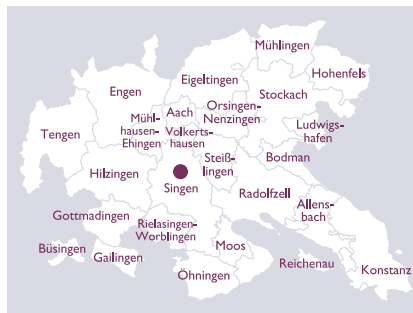 Mühlingen
Hohenfels
Eigeltingen
Engen
Stockach
Orsingen-
Nenzingen
Aach
Mühl-
hausen-
Ehingen
Volkerts-
hausen
Ludwigs-
hafen
Tengen
Steiß-
lingen
Bodman
Hilzingen
Singen
Radolfzell
Allens-
bach
Gottmadingen
Rielasingen-
Worblingen
Moos
Büsingen
Gailingen
Reichenau
Konstanz
Öhningen